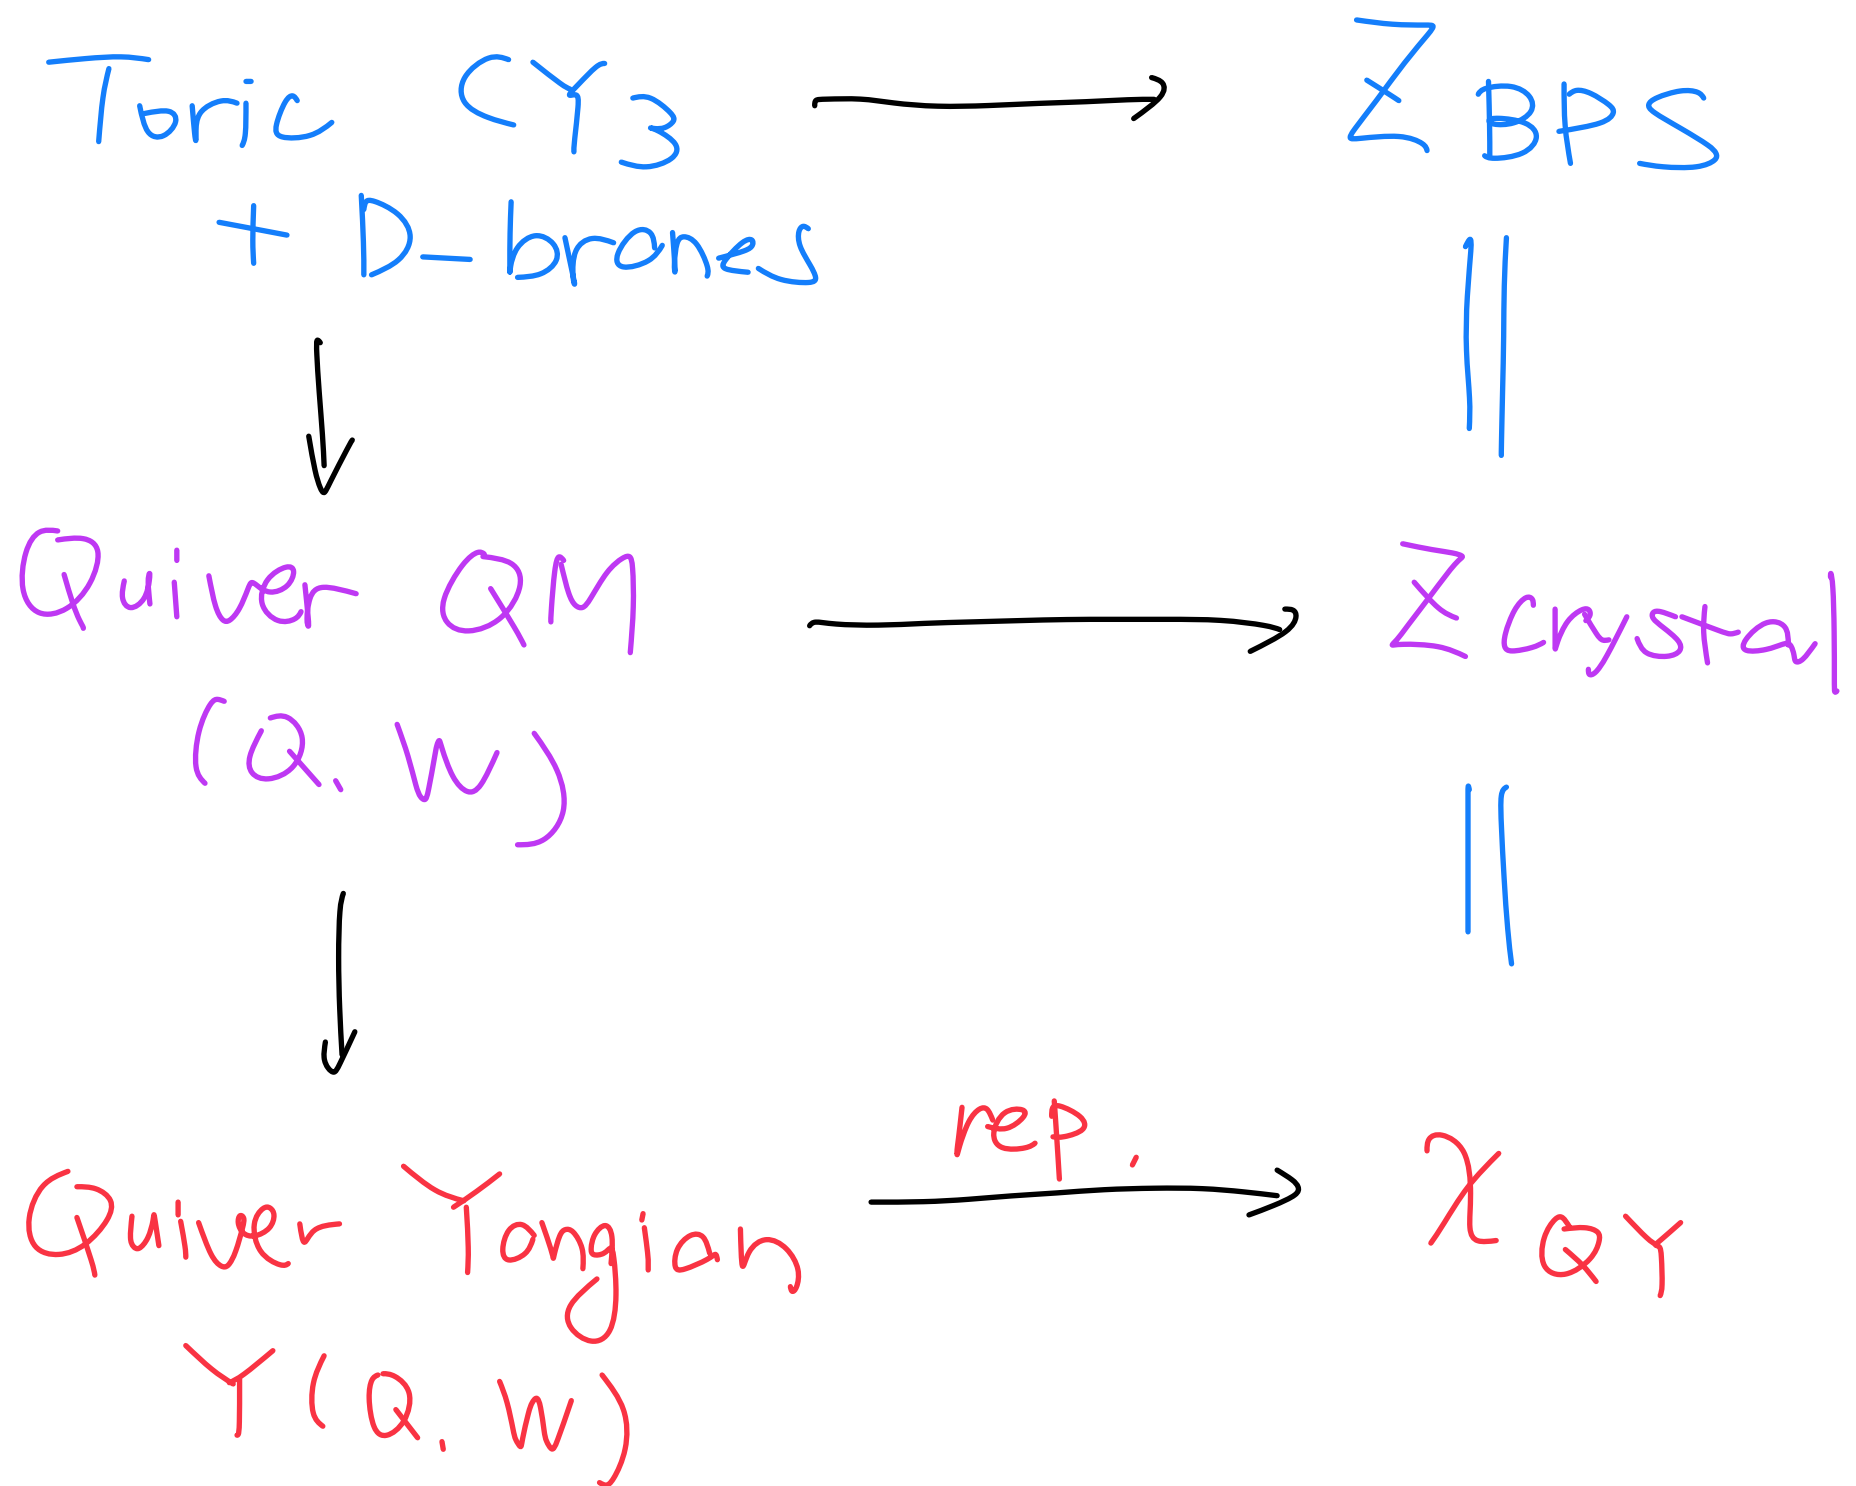 Toric CY3
Z BPS
+ D-branes
Quiver QM
Z crystal
(Q, W)
rep.
Quiver Yangian
χ QY
Y(Q, W)